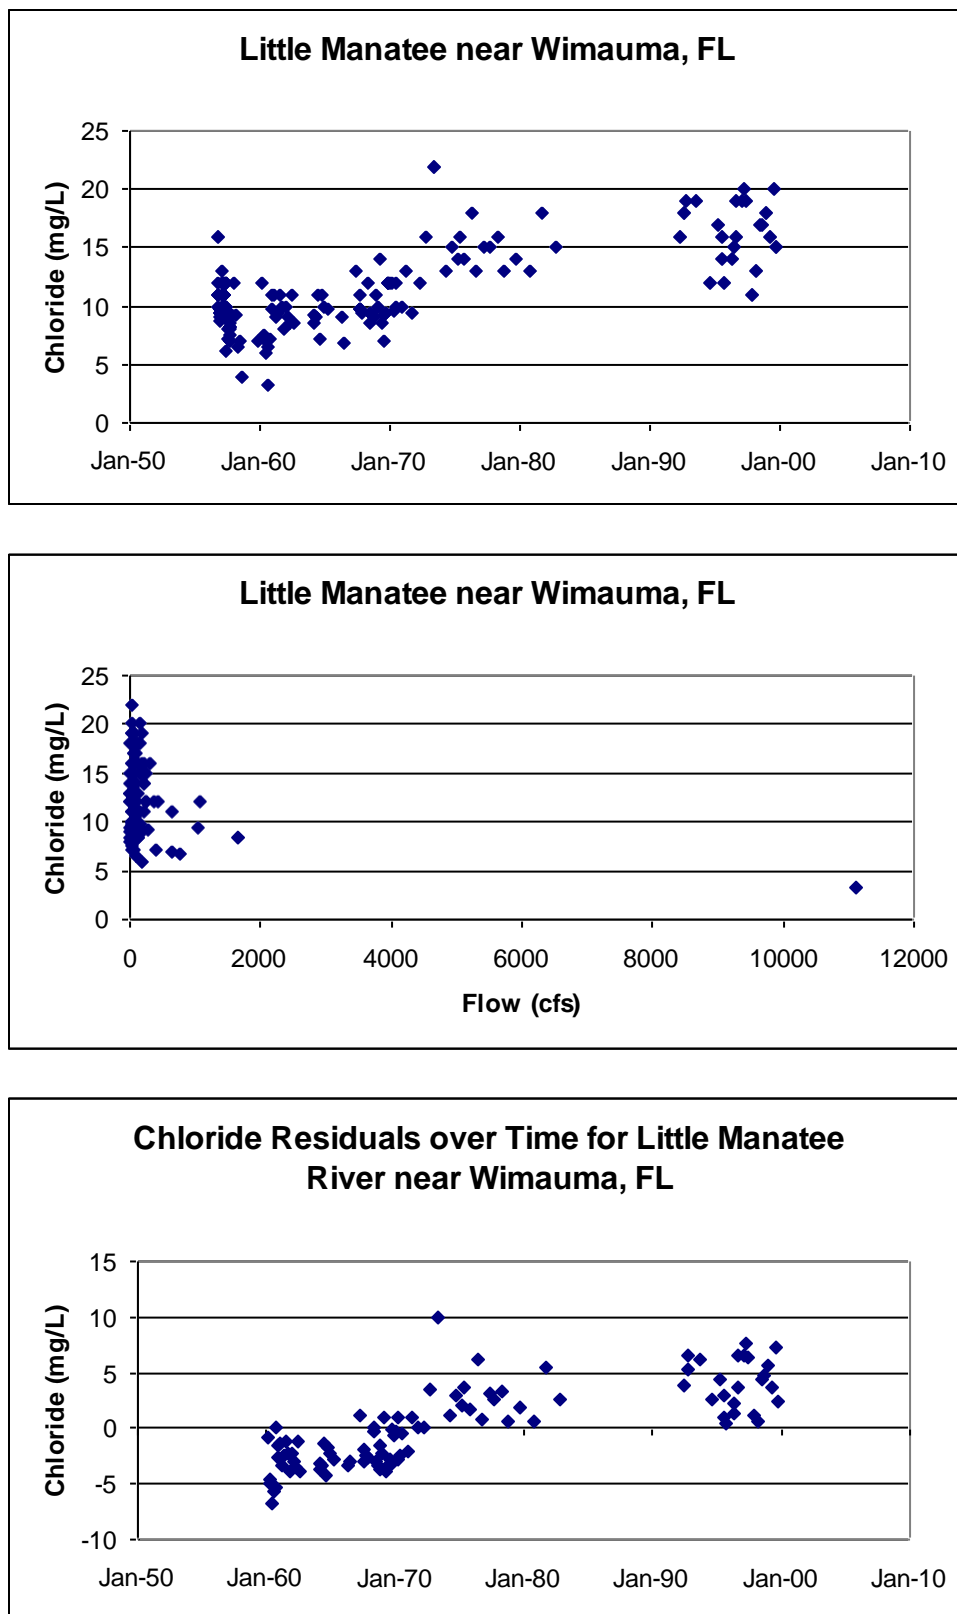 Little Manatee near Wimauma, FL
25
20
15
10
5
0
Chloride (mg/L)
Jan-50 Jan-60 Jan-70 Jan-80 Jan-90 Jan-00 Jan-10
Little Manatee near Wimauma, FL
25
20
15
10
5
0
Chloride (mg/L)
0 2000 4000 6000 8000 10000 12000
Flow (cfs)
Chloride Residuals over Time for Little Manatee
River near Wimauma, FL
15
10
5
0
-5
-10
Chloride (mg/L)
Jan-50 Jan-60 Jan-70 Jan-80 Jan-90 Jan-00 Jan-10